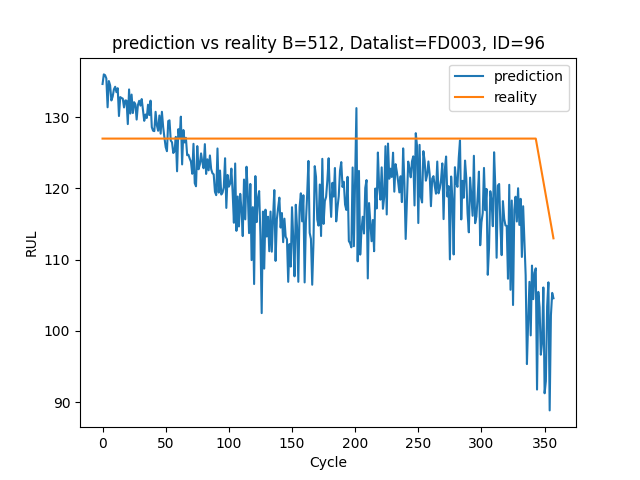 prediction vs reality B=512, Datalist=FD003, ID=96
prediction
reality
RUL
130
120
110
100
90
0 50 100 150 200 250 300 350
Cycle